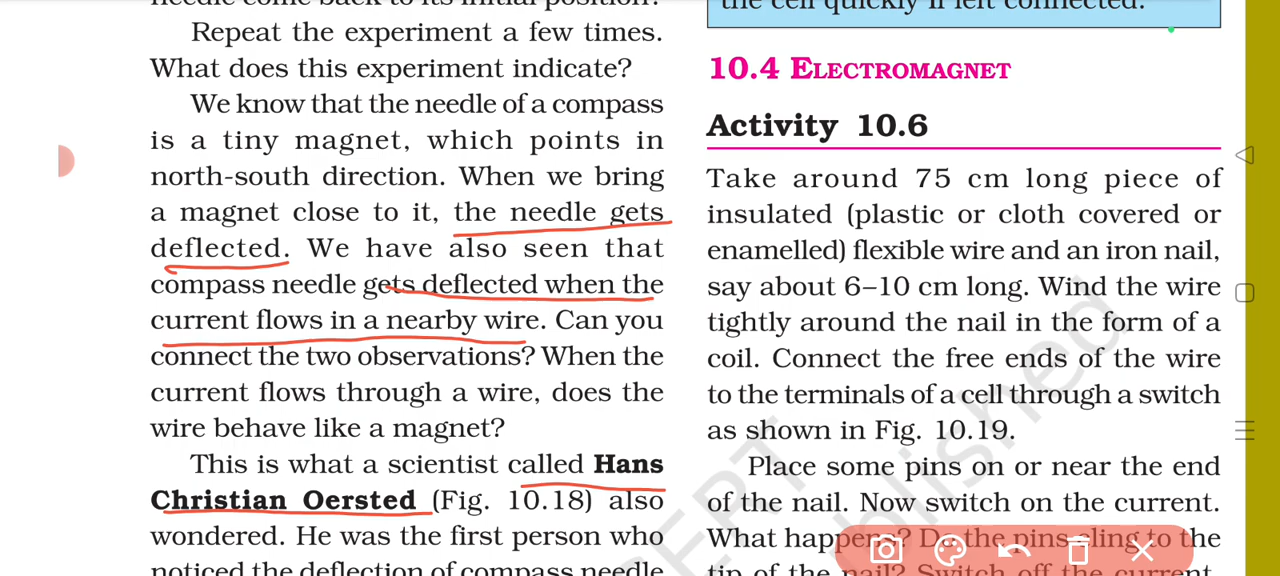 needle come back to its initial position?
Repeat the experiment a few times.
What does this experiment indicate?
We know that the needle of a compass
is a tiny magnet, which points in
north-south direction. When we bring
a magnet close to it, the needle gets
deflected. We have also seen that
compass needle gets deflected when the
current flows in a nearby wire. Can you
connect the two observations? When the
current flows through a wire, does the
wire behave like a magnet?
This is what a scientist called Hans
Christian Oersted (Fig. 10.18) also
wondered. He was the first person who
noticed the deflection of compass needle
the cell quickly if left connected.
10.4 ELECTROMAGNET
Activity 10.6
Take around 75 cm long piece of
insulated (plastic or cloth covered or
enamelled) flexible wire and an iron nail,
say about 6–10 cm long. Wind the wire
tightly around the nail in the form of a
coil. Connect the free ends of the wire
to the terminals of a cell through a switch
as shown in Fig. 10.19.
Place some pins on or near the end
of the nail. Now switch on the current.
What happens? Do the pins cling to the
tip of the nail? Switch off the current.